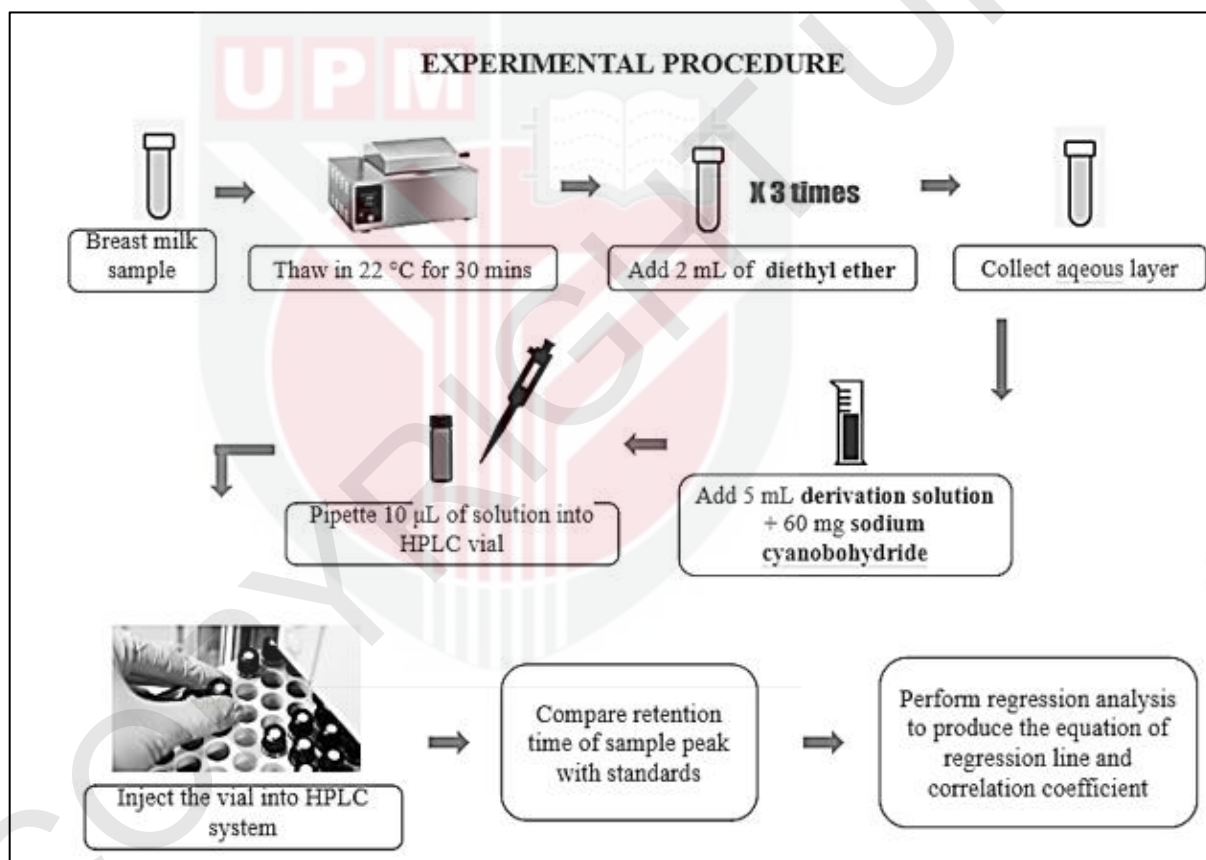 UPM
EXPERIMENTAL PROCEDURE
Breast milk
sample
Thaw in 22 °C for 30 mins
X 3 times
Add 2 mL of diethyl ether
Collect aqeous layer
Add 5 mL derivation solution
+ 60 mg sodium
cyanobohydride
Pipette 10 µL of solution into
HPLC vial
Inject the vial into HPLC
system
Compare retention
time of sample peak
with standards
Perform regression analysis
to produce the equation of
regression line and
correlation coefficient
COPYRIGHT U